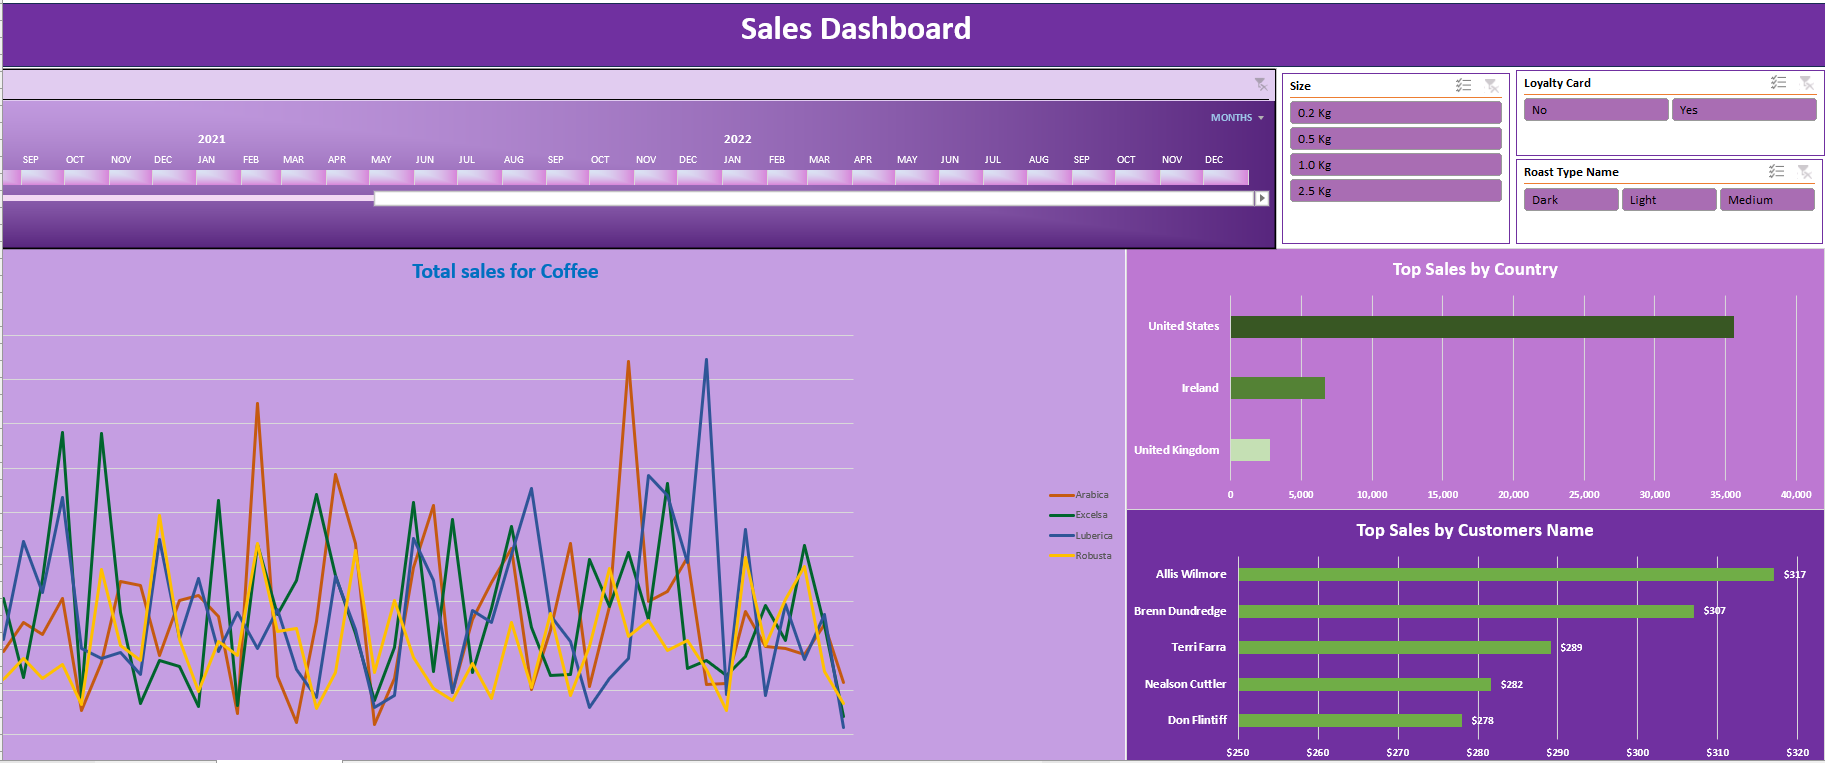 Sales Dashboard
MONTHS
2021 2022
SEP OCT NOV DEC JAN FEB MAR APR MAY JUN JUL AUG SEP OCT NOV DEC JAN FEB MAR APR MAY JUN JUL AUG SEP OCT NOV DEC
Size
0.2 Kg
0.5 Kg
1.0 Kg
2.5 Kg
Loyalty Card
No Yes
Roast Type Name
Dark Light Medium
Total sales for Coffee
Arabica
Excelsa
Luberica
Robusta
Top Sales by Country
United States
Ireland
United Kingdom
0 5,000 10,000 15,000 20,000 25,000 30,000 35,000 40,000
Top Sales by Customers Name
Allis Wilmore $317
Brenn Dundredge $307
Terri Farra $289
Nealson Cuttler $282
Don Flintiff $278
$250 $260 $270 $280 $290 $300 $310 $320